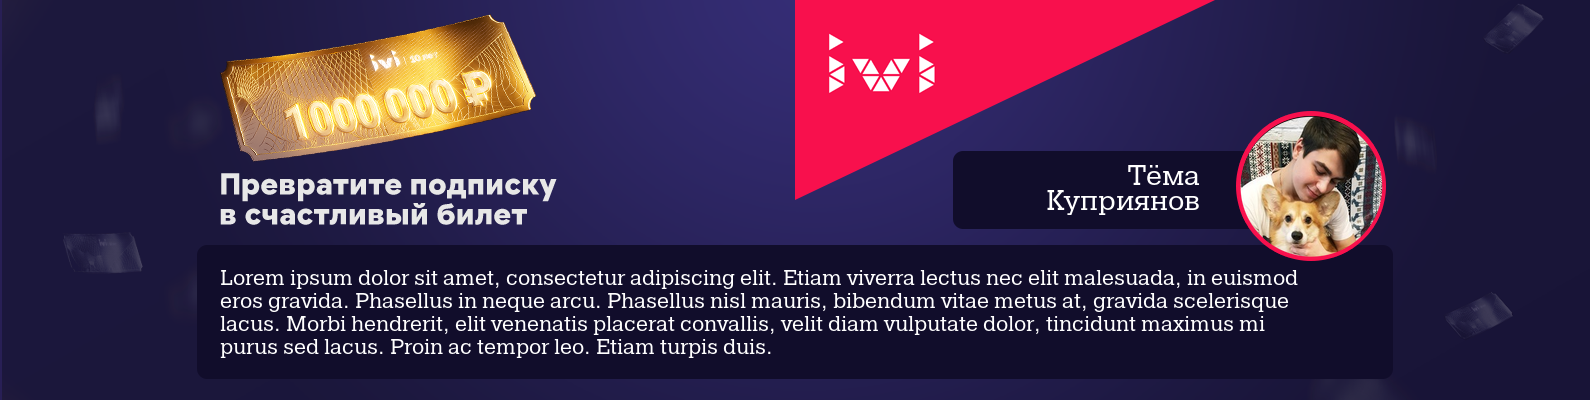 ivi
1000000 ₽
ivi
Превратите подписку
в счастливый билет
Тёма
Куприянов
Lorem ipsum dolor sit amet, consectetur adipiscing elit. Etiam viverra lectus nec elit malesuada, in euismod
eros gravida. Phasellus in neque arcu. Phasellus nisl mauris, bibendum vitae metus at, gravida scelerisque
lacus. Morbi hendrerit, elit venenatis placerat convallis, velit diam vulputate dolor, tincidunt maximus mi
purus sed lacus. Proin ac tempor leo. Etiam turpis duis.